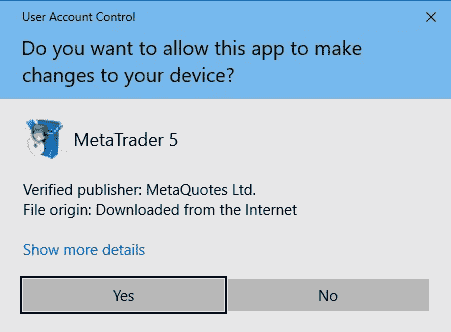 User Account Control
Do you want to allow this app to make
changes to your device?
MetaTrader 5
Verified publisher: MetaQuotes Ltd.
File origin: Downloaded from the Internet
Show more details
Yes
No